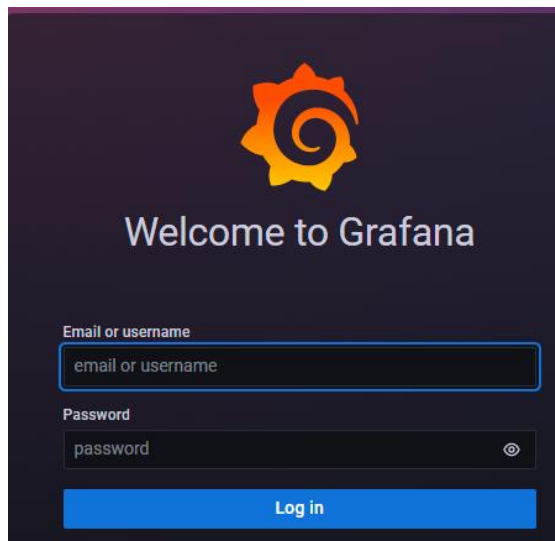 Welcome to Grafana
Email or username
email or username
Password
password
Log in